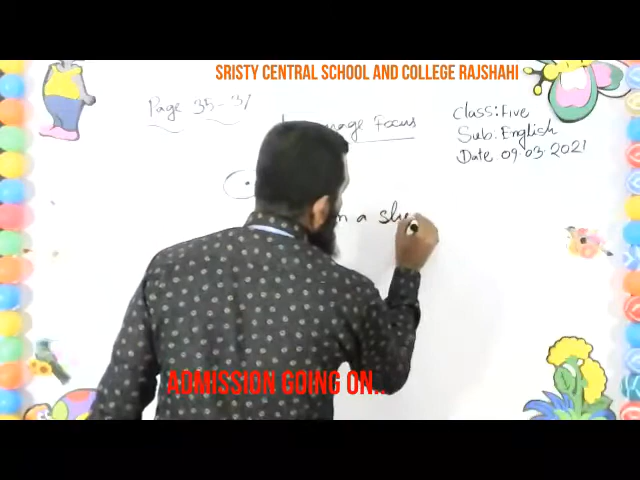 SRISTY CENTRAL SCHOOL AND COLLEGE RAJSHAHI
Page 35-37
Focus
Class: Five
Sub: English
Date 09.03.2021
a
ADMISSION GOING ON...